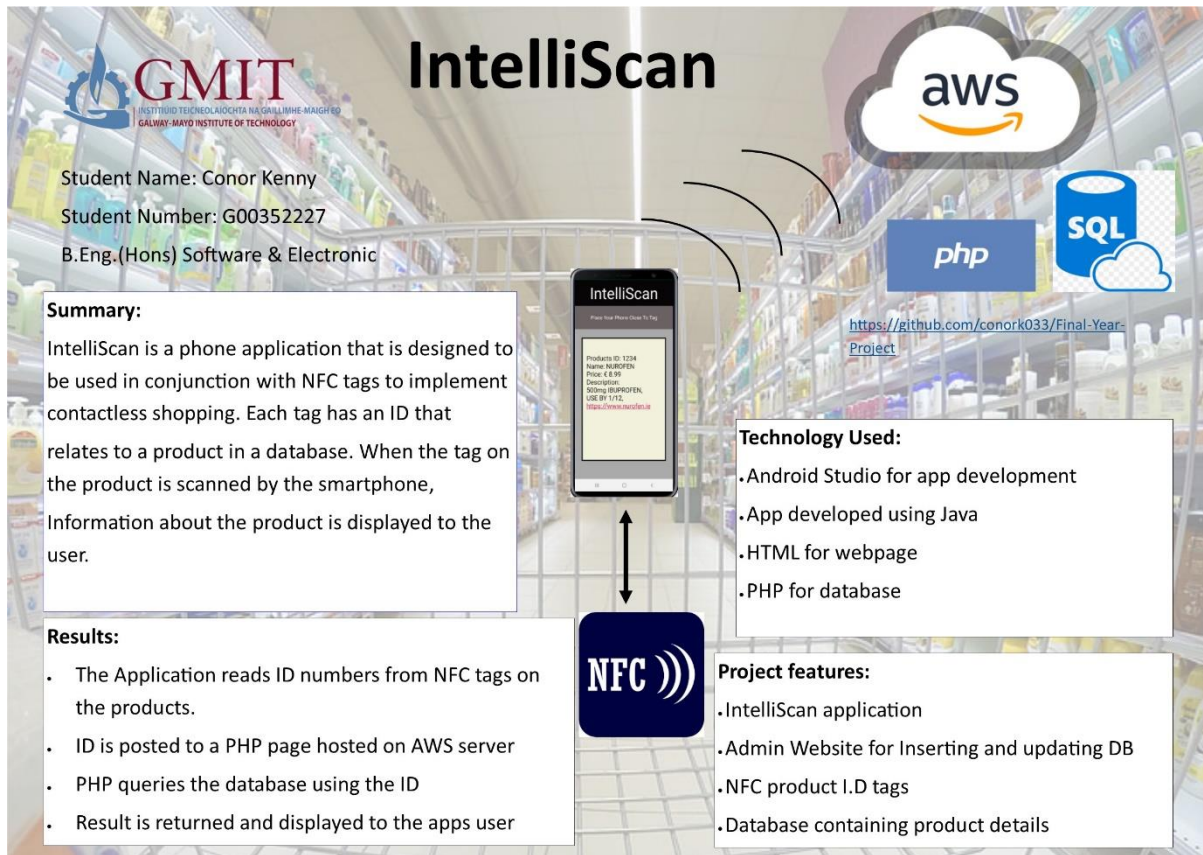 IntelliScan
GMIT
INSTITIÚID TEICNEOLAÍOCHTA NA GAILLIMHE-MAIGH EO
GALWAY-MAYO INSTITUTE OF TECHNOLOGY
aws
Student Name: Conor Kenny
Student Number: G00352227
B.Eng.(Hons) Software & Electronic
php
SQL
https://github.com/conork033/Final-Year-
Project
Summary:
IntelliScan is a phone application that is designed to
be used in conjunction with NFC tags to implement
contactless shopping. Each tag has an ID that
relates to a product in a database. When the tag on
the product is scanned by the smartphone,
Information about the product is displayed to the
user.
IntelliScan
Press Your Phone Close To Tag
Products ID: 1234
Name: NUROFEN
Price: € 8.99
Description:
500mg IBUPROFEN,
USE BY 1/12,
https://www.nurofen.ie
Technology Used:
•Android Studio for app development
•App developed using Java
•HTML for webpage
•PHP for database
Results:
• The Application reads ID numbers from NFC tags on
the products.
• ID is posted to a PHP page hosted on AWS server
• PHP queries the database using the ID
• Result is returned and displayed to the apps user
NFC
Project features:
•IntelliScan application
•Admin Website for Inserting and updating DB
•NFC product I.D tags
•Database containing product details